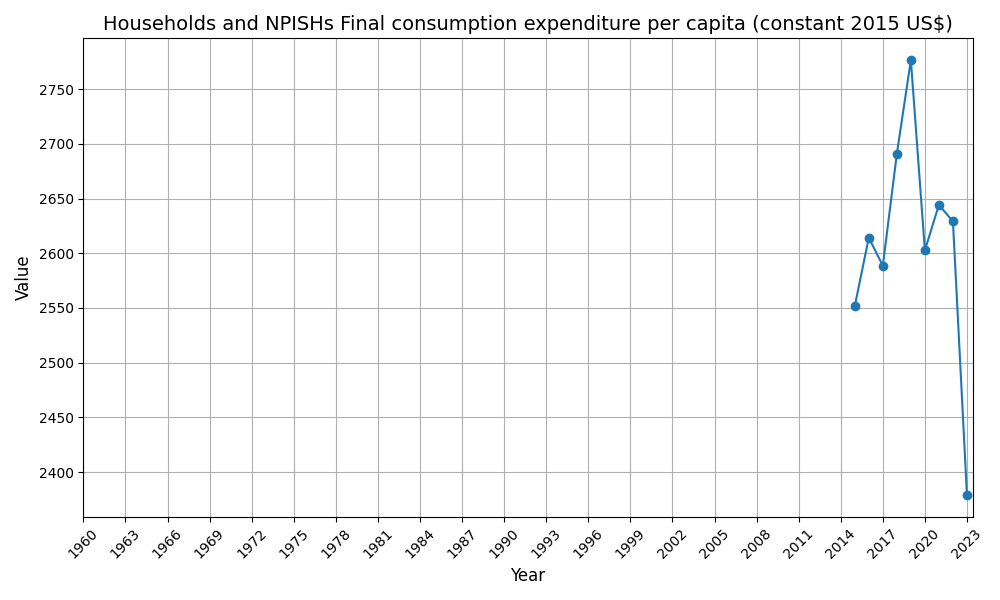 Households and NPISHs Final consumption expenditure per capita (constant 2015 US$)
Value
2750
2700
2650
2600
2550
2500
2450
2400
1960 1963 1966 1969 1972 1975 1978 1981 1984 1987 1990 1993 1996 1999 2002 2005 2008 2011 2014 2017 2020 2023
Year